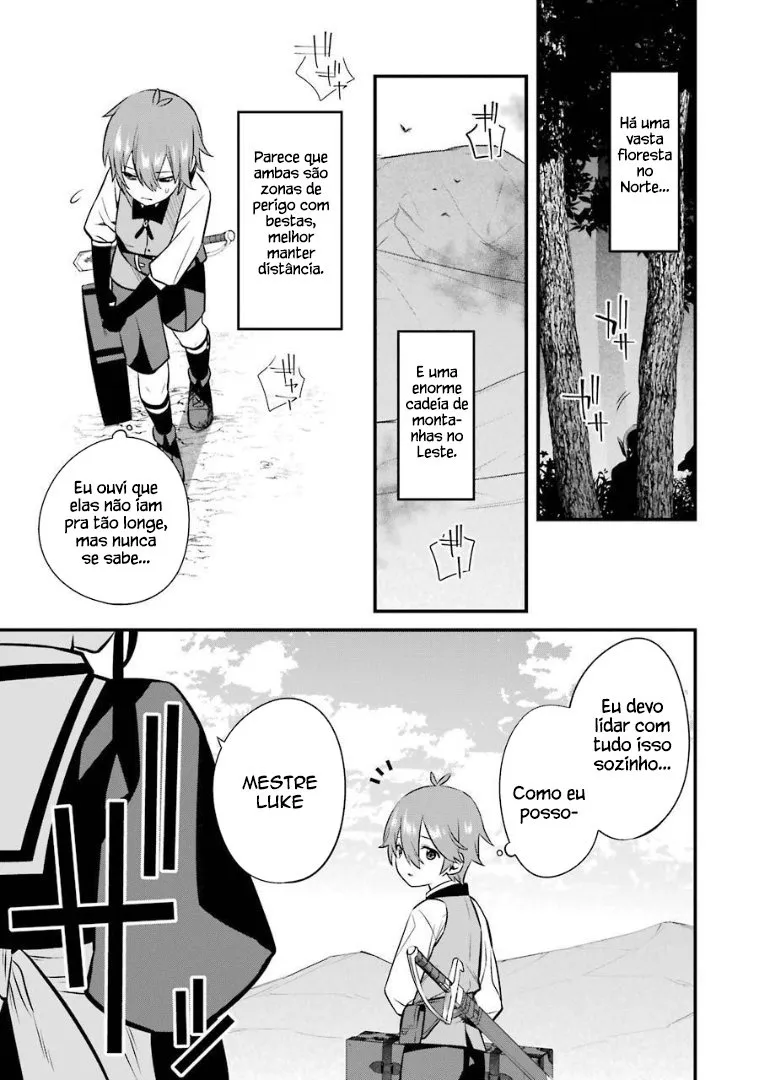 Há uma
vasta
floresta
no
Norte...
E uma
enorme
cadeia de
monta-
nhas no
Leste.
Parece que
ambas são
zonas de
perigo com
bestas,
melhor
manter
distância.
Eu ouvi que
elas não iam
pra tão longe,
mas nunca
se sabe...
Eu devo
lidar com
tudo isso
sozinho...
Como eu
posso-
MESTRE
LUKE